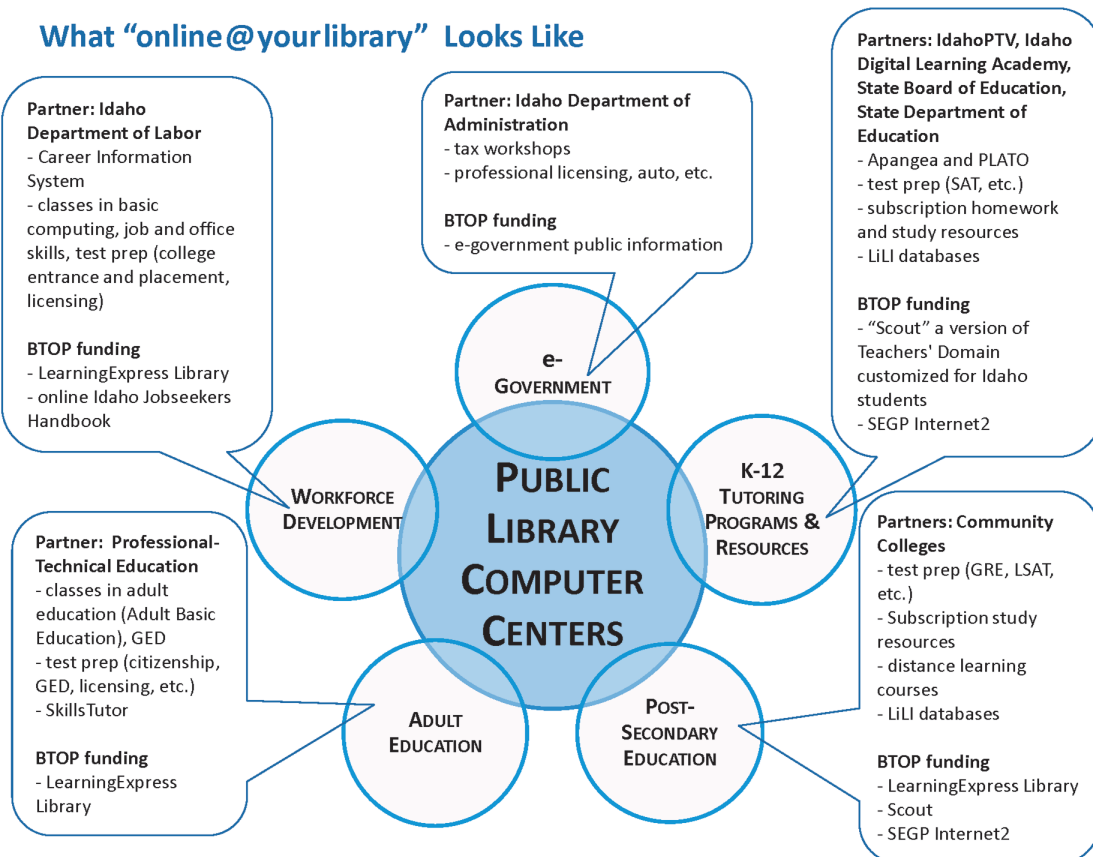 What “online@yourlibrary” Looks Like
Partner: Idaho
Department of Labor
- Career Information
System
- classes in basic
computing, job and office
skills, test prep (college
entrance and placement,
licensing)
BTOP funding
- LearningExpress Library
- online Idaho Jobseekers
Handbook
Partner: Idaho Department of
Administration
- tax workshops
- professional licensing, auto, etc.
BTOP funding
- e-government public information
Partners: IdahoPTV, Idaho
Digital Learning Academy,
State Board of Education,
State Department of
Education
- Apangea and PLATO
- test prep (SAT, etc.)
- subscription homework
and study resources
- LiLI databases
BTOP funding
- “Scout” a version of
Teachers' Domain
customized for Idaho
students
- SEGP Internet2
e-
GOVERNMENT
WORKFORCE
DEVELOPMENT
PUBLIC
LIBRARY
COMPUTER
CENTERS
K-12
TUTORING
PROGRAMS &
RESOURCES
Partner:  Professional-
Technical Education
- classes in adult
education (Adult Basic
Education), GED
- test prep (citizenship,
GED, licensing, etc.)
- SkillsTutor
BTOP funding
- LearningExpress
Library
ADULT
EDUCATION
POST-
SECONDARY
EDUCATION
Partners: Community
Colleges
- test prep (GRE, LSAT,
etc.)
- Subscription study
resources
- distance learning
courses
- LiLI databases
BTOP funding
- LearningExpress Library
- Scout
- SEGP Internet2